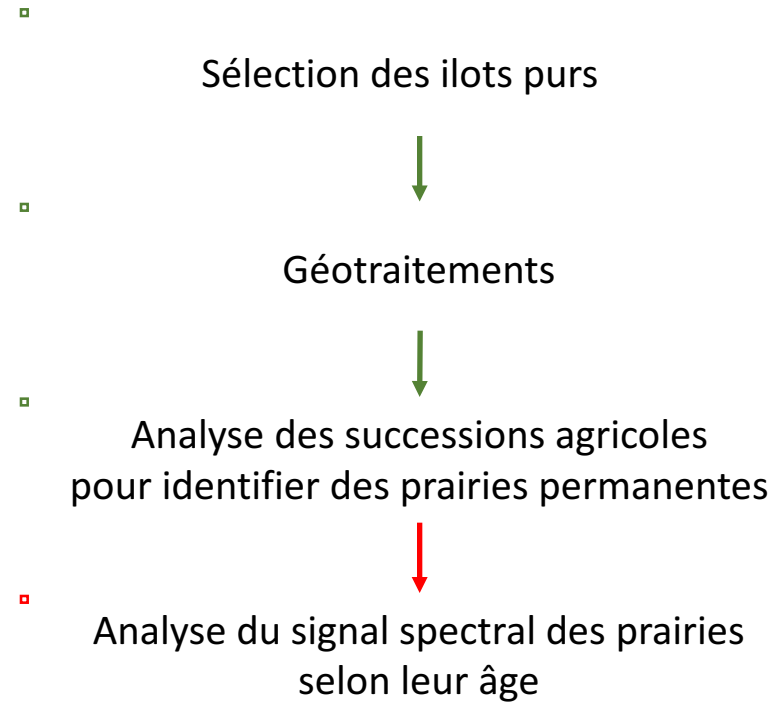 Sélection des ilots purs
Géotraitements
Analyse des successions agricoles
pour identifier des prairies permanentes
Analyse du signal spectral des prairies
selon leur âge